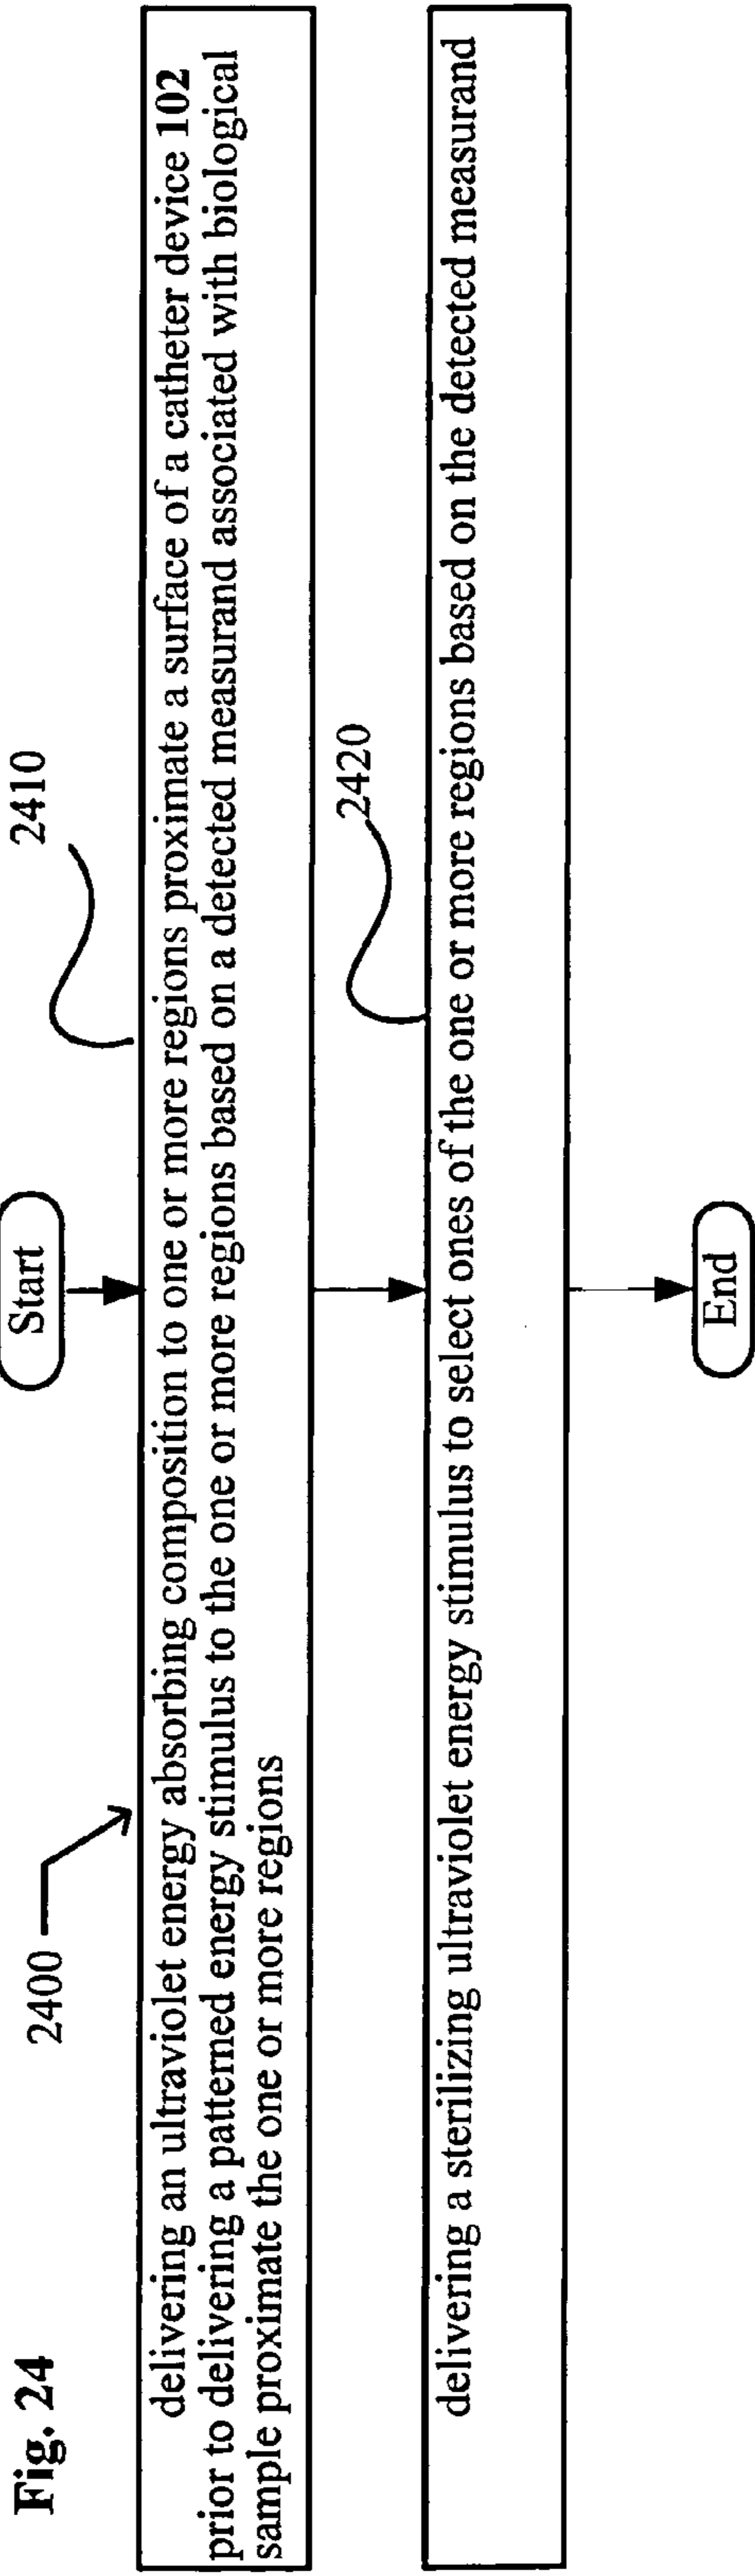 Fig. 24
2400
Start
2410
delivering an ultraviolet energy absorbing composition to one or more regions proximate a surface of a catheter device 102
prior to delivering a patterned energy stimulus to the one or more regions based on a detected measurand associated with biological
sample proximate the one or more regions
2420
delivering a sterilizing ultraviolet energy stimulus to select ones of the one or more regions based on the detected measurand
End